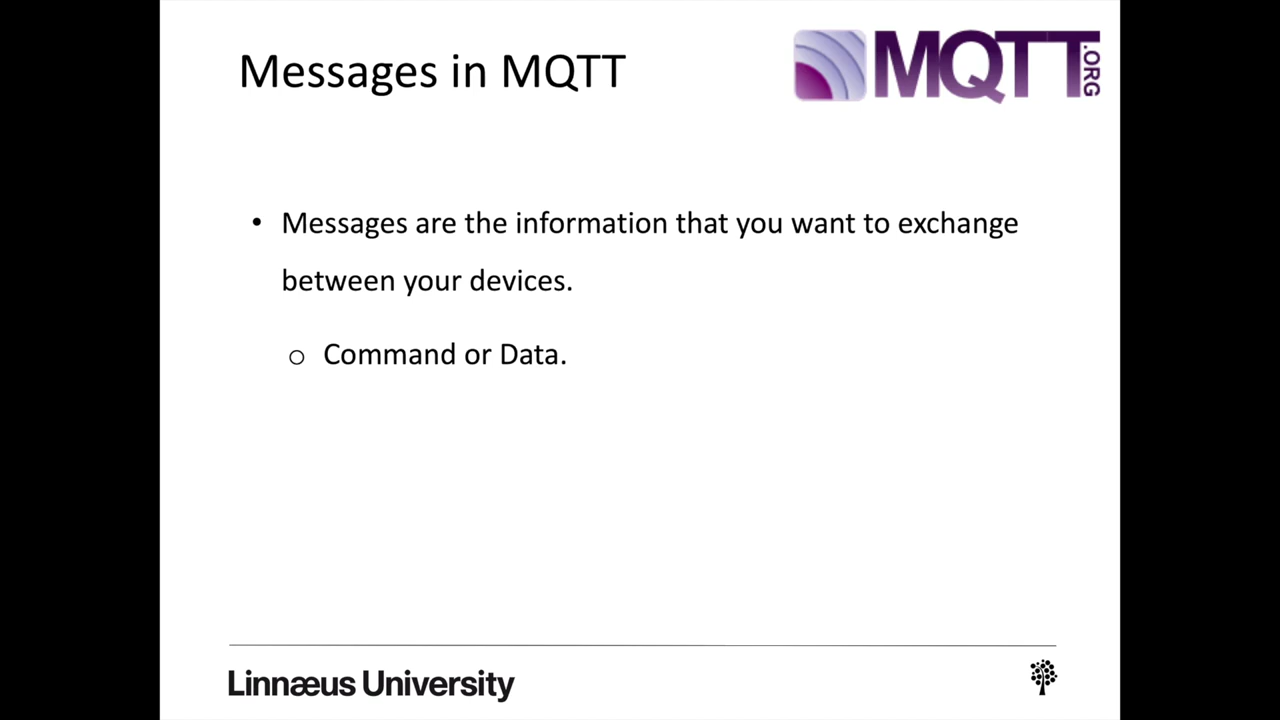 Messages in MQTT
MQTT.ORG
• Messages are the information that you want to exchange
between your devices.
o Command or Data.
Linnæus University